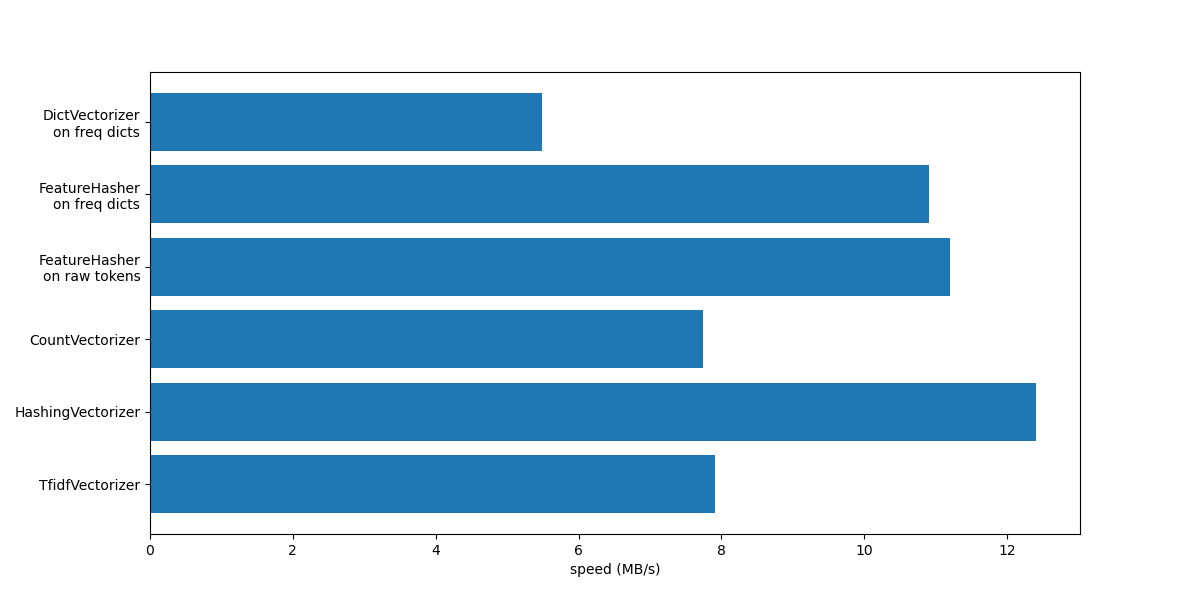 DictVectorizer
on freq dicts
FeatureHasher
on freq dicts
FeatureHasher
on raw tokens
CountVectorizer
HashingVectorizer
TfidfVectorizer
0 2 4 6 8 10 12
speed (MB/s)